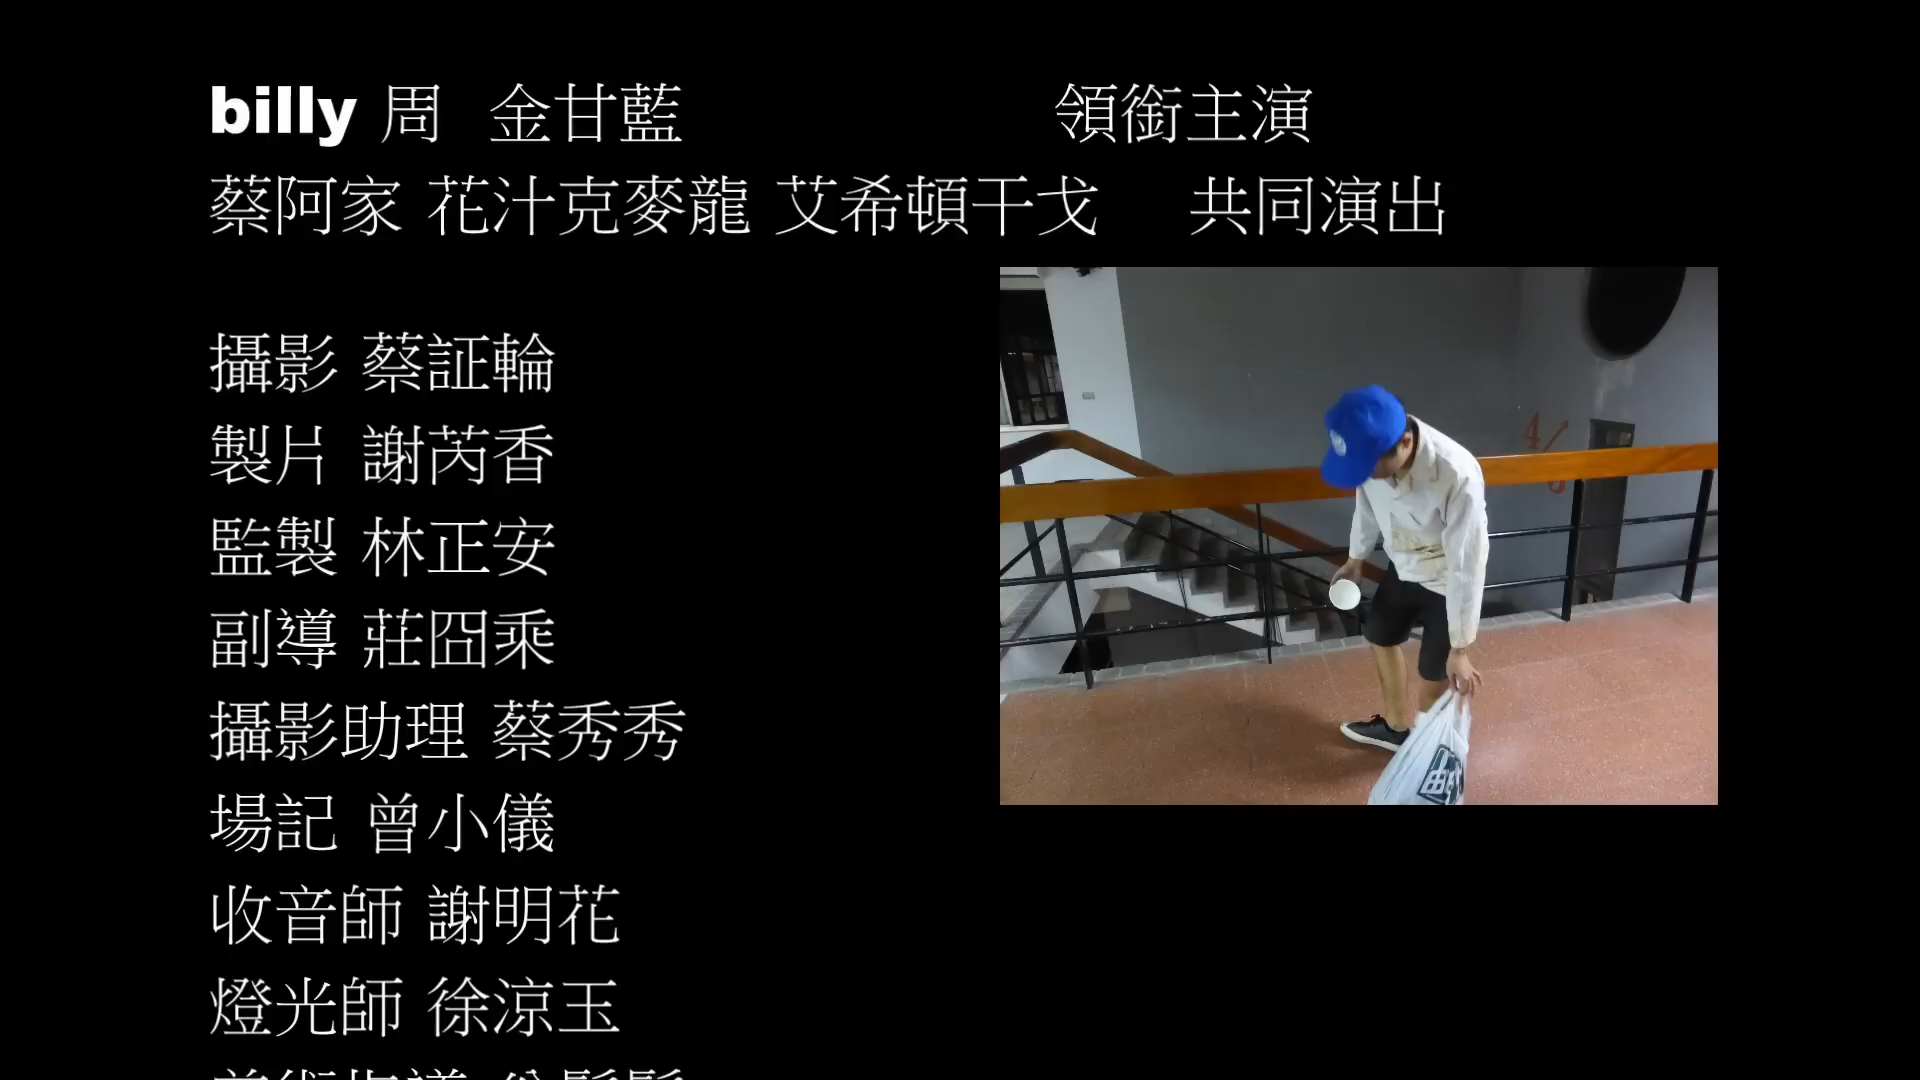 billy 周 金甘藍 領銜主演
蔡阿家 花汁克麥龍 艾希頓干戈 共同演出
攝影 蔡証輪
製片 謝芮香
監製 林正安
副導 莊囧乘
攝影助理 蔡秀秀
場記 曾小儀
收音師 謝明花
燈光師 徐涼玉
4/6